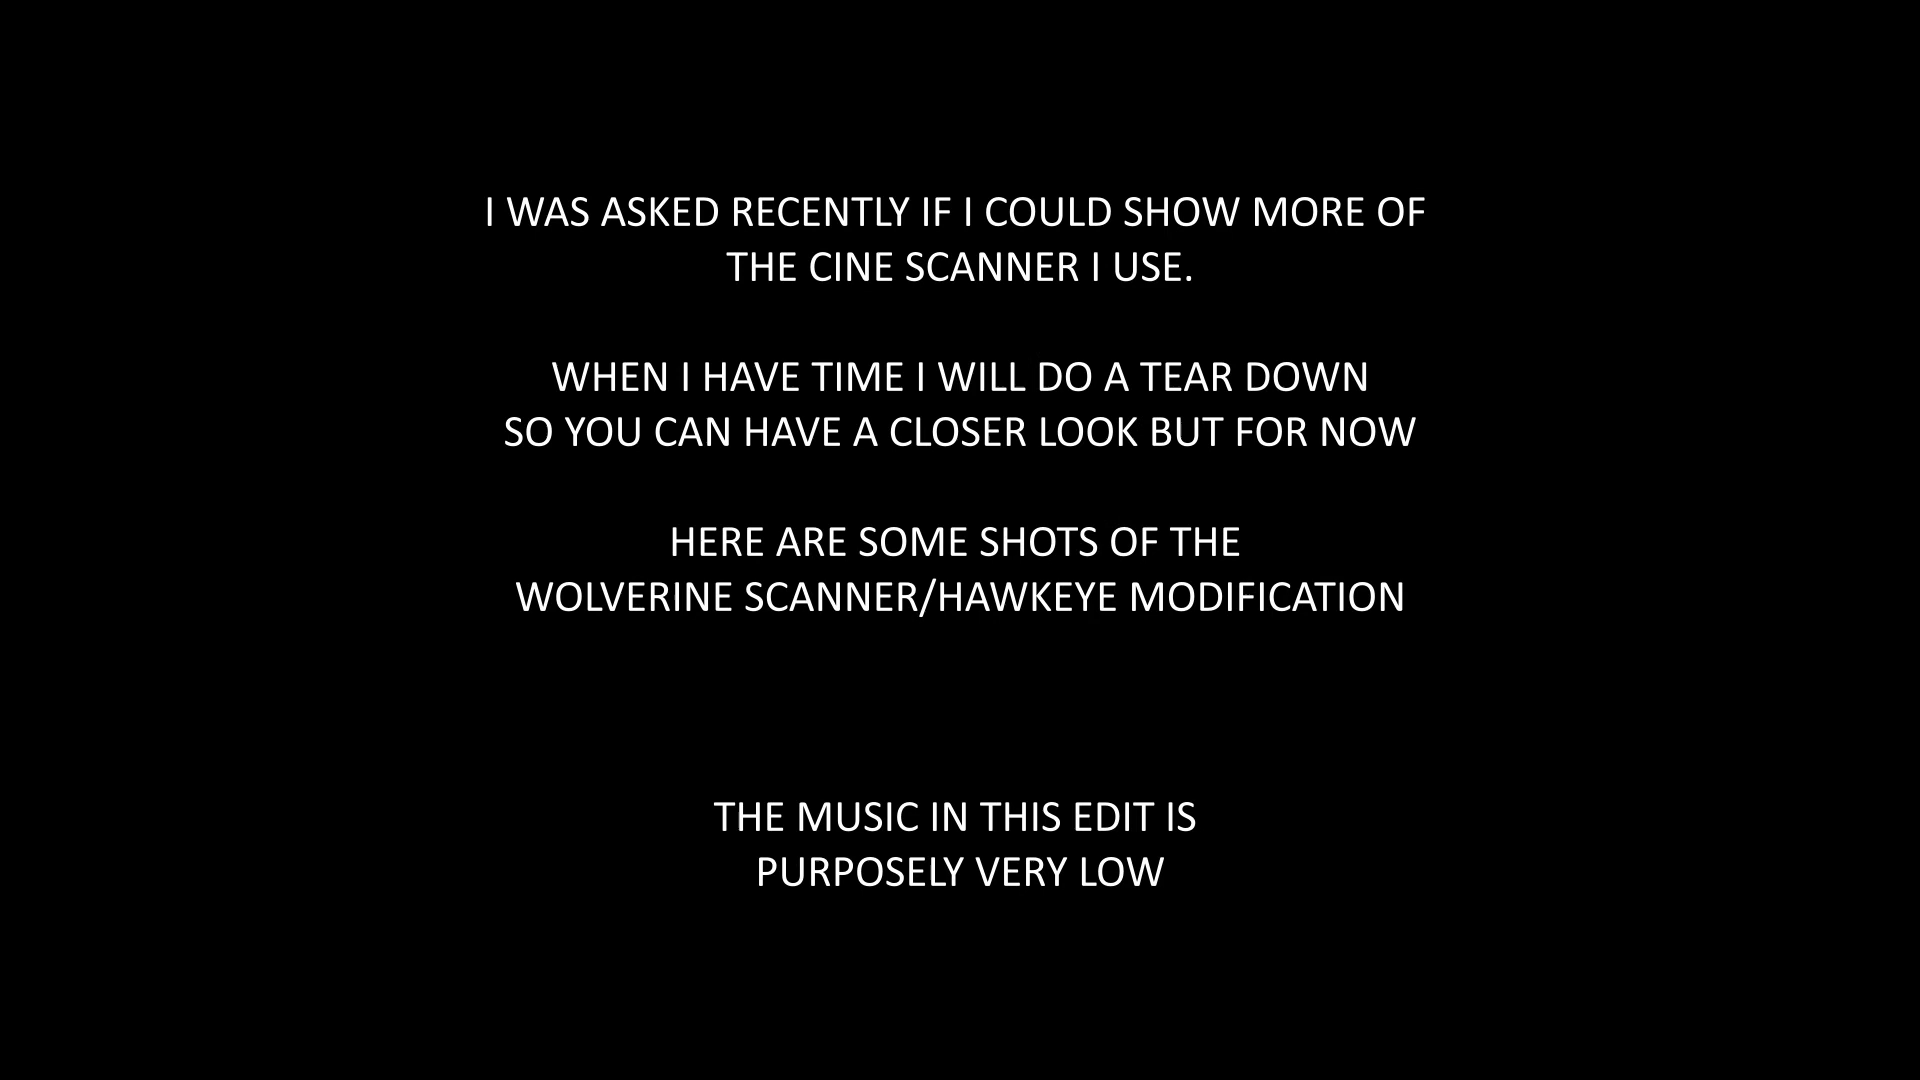 I WAS ASKED RECENTLY IF I COULD SHOW MORE OF
THE CINE SCANNER I USE.
WHEN I HAVE TIME I WILL DO A TEAR DOWN
SO YOU CAN HAVE A CLOSER LOOK BUT FOR NOW
HERE ARE SOME SHOTS OF THE
WOLVERINE SCANNER/HAWKEYE MODIFICATION
THE MUSIC IN THIS EDIT IS
PURPOSELY VERY LOW